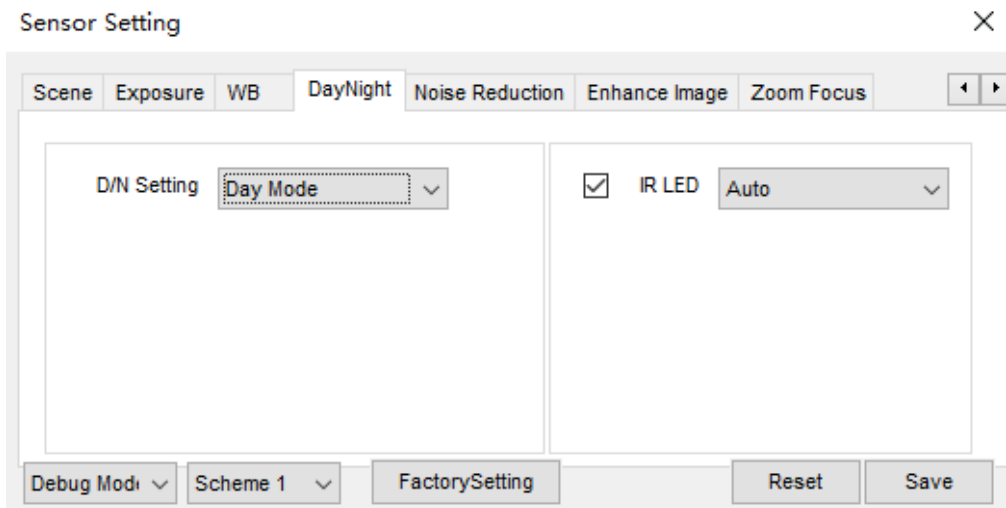 Sensor Setting
Scene Exposure WB DayNight Noise Reduction Enhance Image Zoom Focus
D/N Setting Day Mode IR LED Auto
Debug Mod Scheme 1 FactorySetting Reset Save